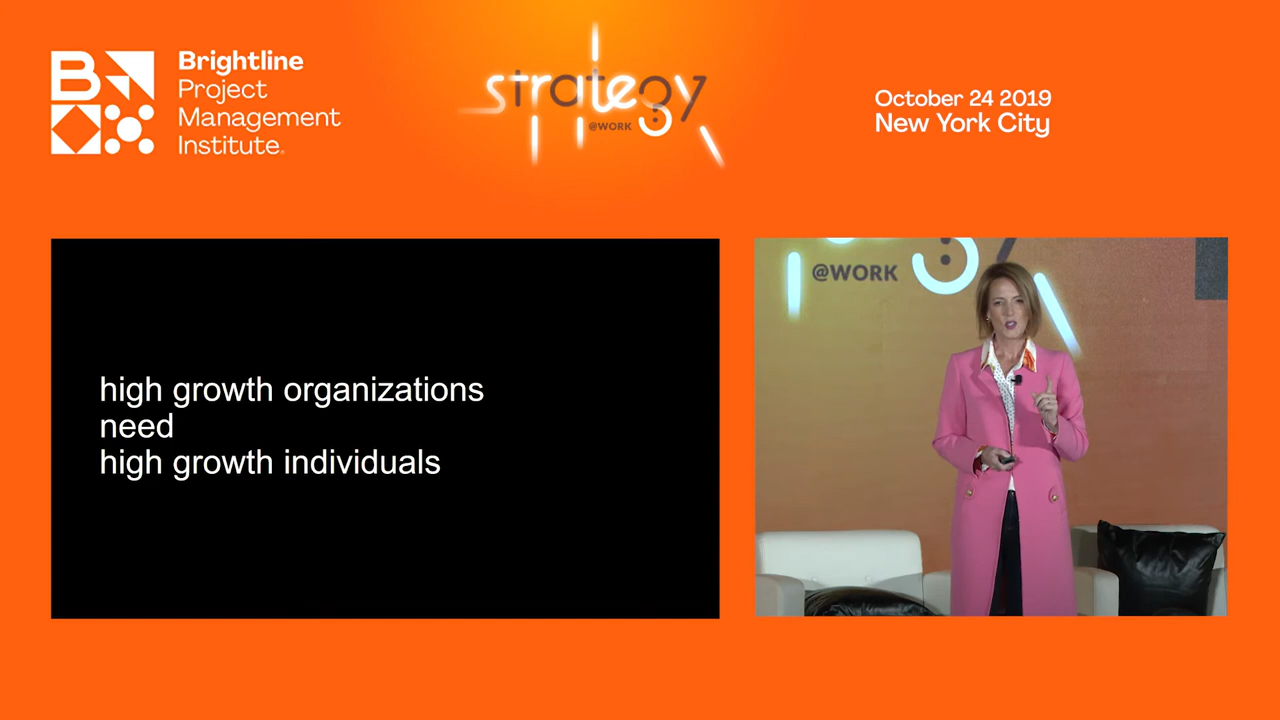 B
Brightline
Project
Management
Institute.
strategy
@WORK
October 24 2019
New York City
high growth organizations
need
high growth individuals
@WORK
gy